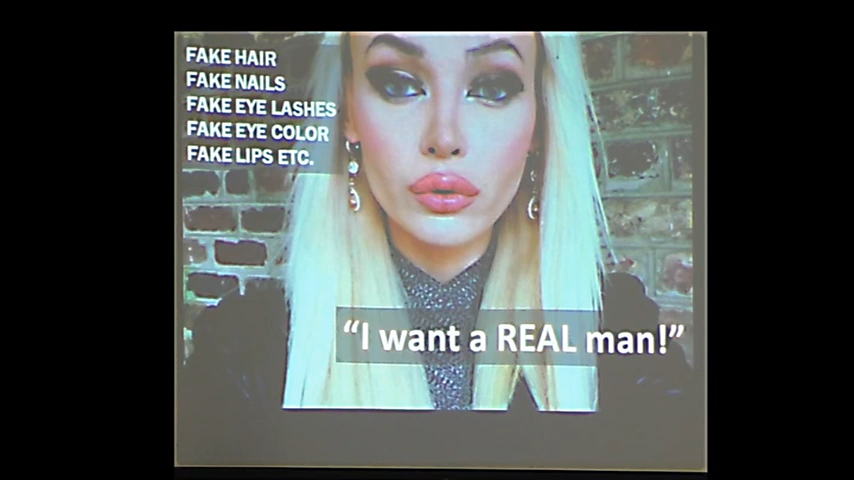 FAKE HAIR
FAKE NAILS
FAKE EYE LASHES
FAKE EYE COLOR
FAKE LIPS ETC.
“I want a REAL man!”